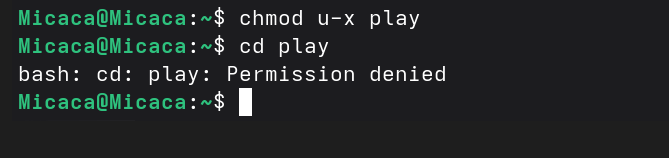 Micaca@Micaca:~$ chmod u-x play
Micaca@Micaca:~$ cd play
bash: cd: play: Permission denied
Micaca@Micaca:~$